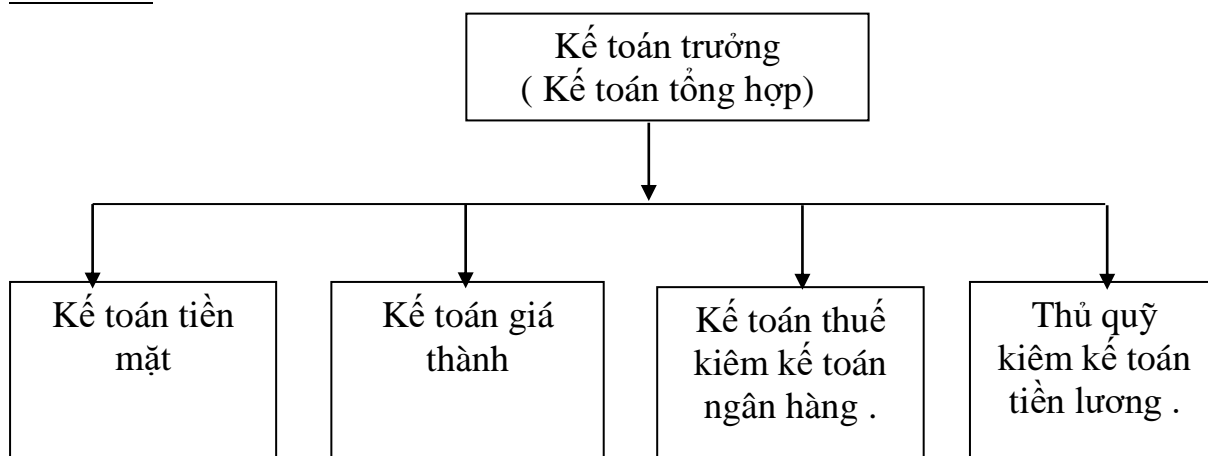 Kế toán trưởng
( Kế toán tổng hợp)
Kế toán tiền
mặt
Kế toán giá
thành
Kế toán thuế
kiêm kế toán
ngân hàng .
Thủ quỹ
kiêm kế toán
tiền lương .